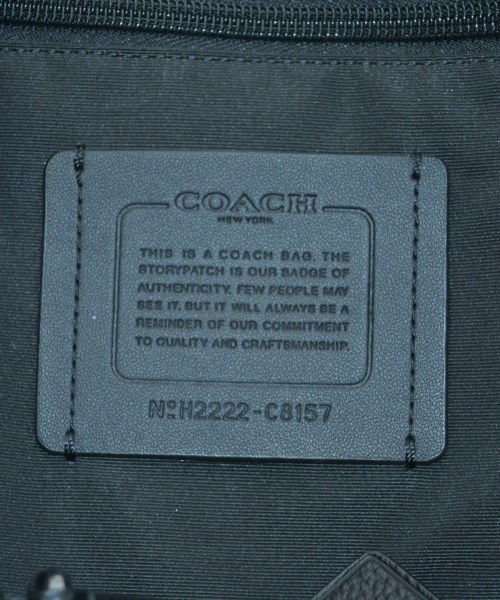 COACH
NEW YORK
THIS IS A COACH BAG. THE
STORYPATCH IS OUR BADGE OF
AUTHENTICITY. FEW PEOPLE MAY
SEE IT. BUT IT WILL ALWAYS BE A
REMINDER OF OUR COMMITMENT
TO QUALITY AND CRAFTSMANSHIP.
Nº H2222-C8157